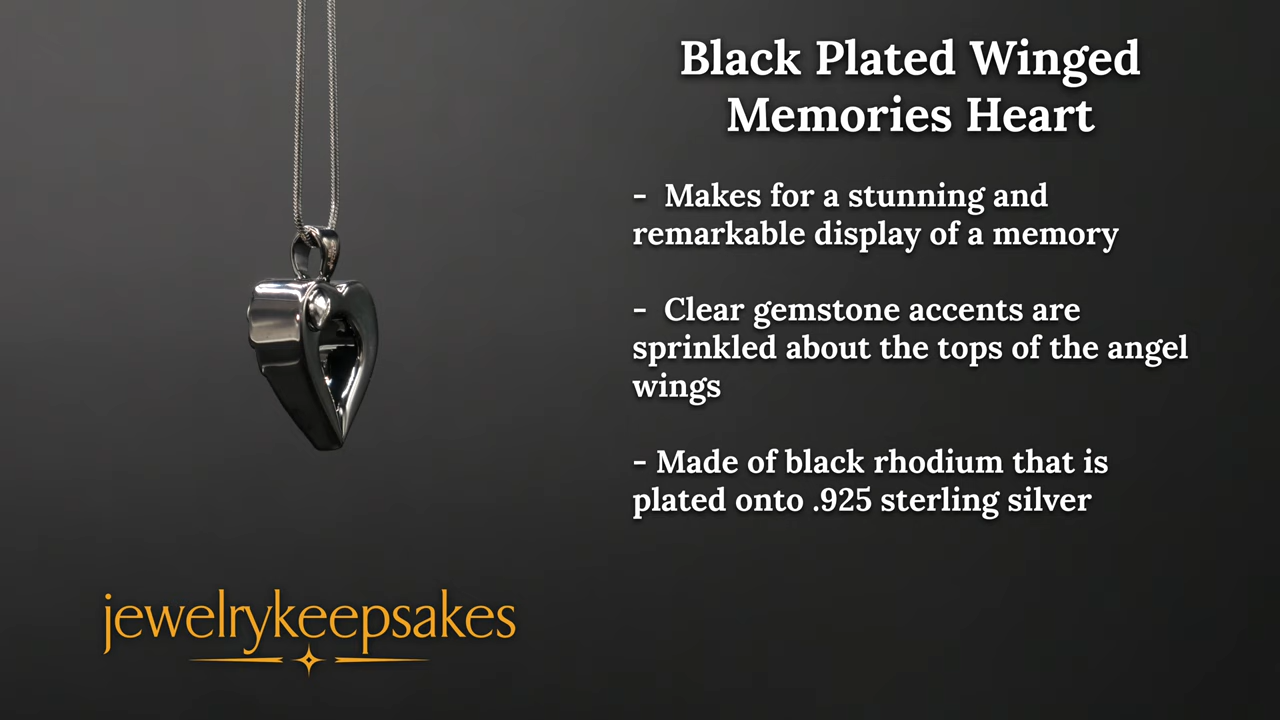 Black Plated Winged
Memories Heart
-  Makes for a stunning and
remarkable display of a memory
-  Clear gemstone accents are
sprinkled about the tops of the angel
wings
- Made of black rhodium that is
plated onto .925 sterling silver
jewelrykeepsakes